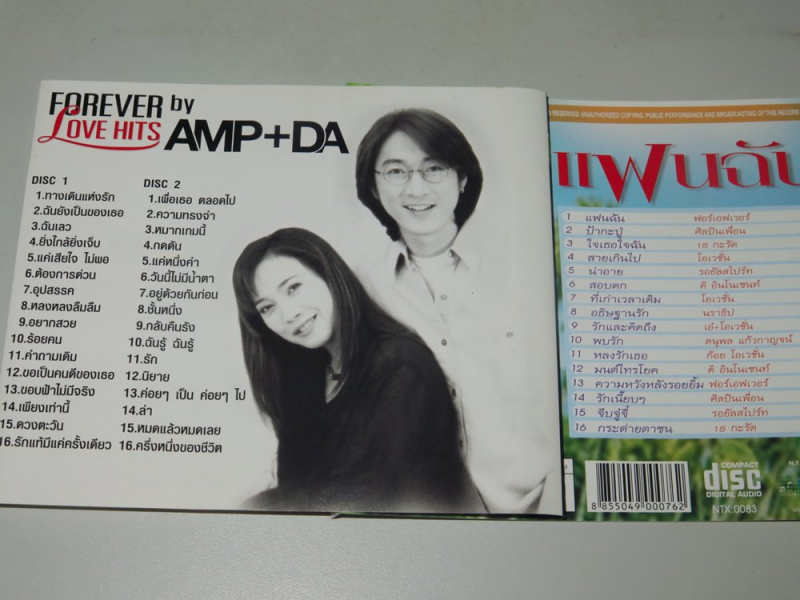 FOREVER by
LOVE HITS AMP+DA
DISC 1
1.ทางเดินแห่งรัก
2.ฉันยังเป็นของเธอ
3.ฉันเลว
4.ยิ่งใกล้ยิ่งเจ็บ
5.แค่เสียใจ ไม่พอ
6.ต้องการด่วน
7.อุปสรรค
8.หลงหลงลืมลืม
9.อยากสวย
10.ร้อยคน
11.คำถามเดิม
12.ขอเป็นคนดีของเธอ
13.ขอบฟ้าไม่มีจริง
14.เพียงเท่านี้
15.ดวงตะวัน
16.รักแท้มีแค่ครั้งเดียว
DISC 2
1.เพื่อเธอ ตลอดไป
2.ความทรงจำ
3.หมากเกมนี้
4.กดดัน
5.แค่หนึ่งคำ
6.วันนี้ไม่มีน้ำตา
7.อยู่ด้วยกันก่อน
8.ชั้นหนึ่ง
9.กลับคืนรัง
10.ฉันรู้ ฉันรู้
11.รัก
12.นิยาย
13.ค่อยๆ เป็น ค่อยๆ ไป
14.ล่า
15.หมดแล้วหมดเลย
16.ครึ่งหนึ่งของชีวิต
RESERVED. UNAUTHORIZED COPYING, PUBLIC PERFORMANCE AND BROADCASTING OF THIS RECORD
แฟนฉัน
1 แฟนฉัน ฟอร์เอฟเวอร์
2 ป้ากะปู่ ศิลปินเพื่อน
3 ใจเธอใจฉัน 18 กะรัต
4 สายเกินไป โอเวชั่น
5 น่าอาย รอยัลสไปร์ท
6 สอบตก ดิ อินโนเซ้นท์
7 ที่เก่าเวลาเดิม โอเวชั่น
8 อธิษฐานรัก นราธิป
9 รักและคิดถึง เอ๋-โอเวชั่น
10 พบรัก ดนุพล แก้วกาญจน์
11 หลงรักเธอ ก้อย โอเวชั่น
12 มนต์ไทรโยค ดิ อินโนเซนท์
13 ความหวังหลังรอยยิ้ม ฟอร์เอฟเวอร์
14 รักเนี๊ยบๆ ศิลปินเพื่อน
15 จีบจู๋จี๋ รอยัลสไปร์ท
16 กระต่ายตาซน 18 กะรัต
8 855049 000762
COMPACT
disc
DIGITAL AUDIO
NTX.0083